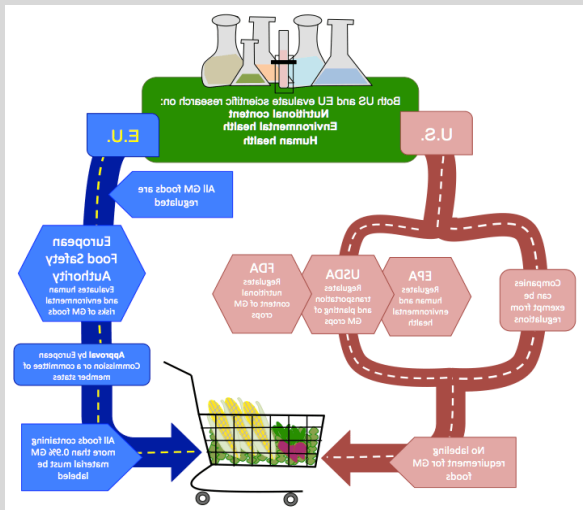 Both US and EU evaluate scientific research on:
Nutritional content
Environmental health
Human health
E.U.
U.S.
All GM foods are
regulated
European
Food Safety
Authority
Evaluates human
and environmental
risks of GM foods
Approval by European
Commission or a committee of
member states
All foods containing
more than 0.9% GM
material must be
labeled
FDA
Regulates
nutritional
content of GM
crops
USDA
Regulates
transportation
and planting of
GM crops
EPA
Regulates
human and
environmental
health
Companies
can be
exempt from
regulations
No labeling
requirement for GM
foods